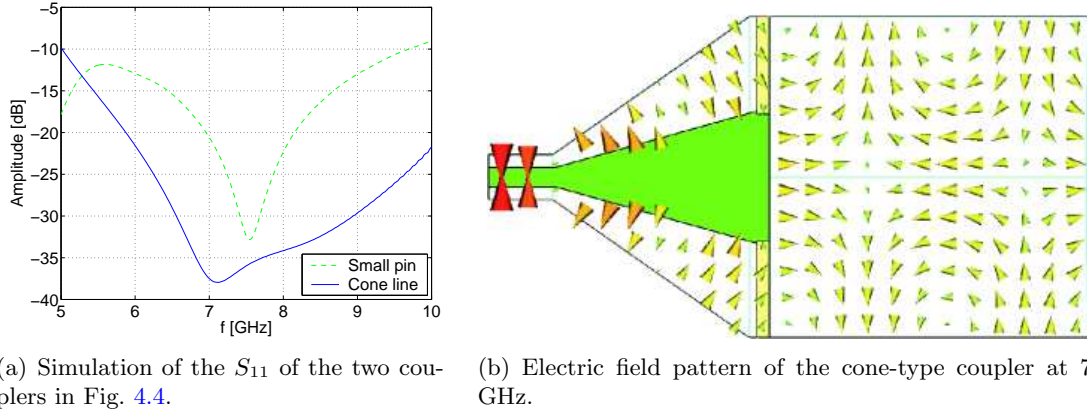 −5
−10
−15
−20
−25
−30
−35
−40
Amplitude [dB]
5 6 7 8 9 10
f [GHz]
Small pin
Cone line
(a) Simulation of the S11 of the two cou-
plers in Fig. 4.4.
(b) Electric field pattern of the cone-type coupler at 7
GHz.